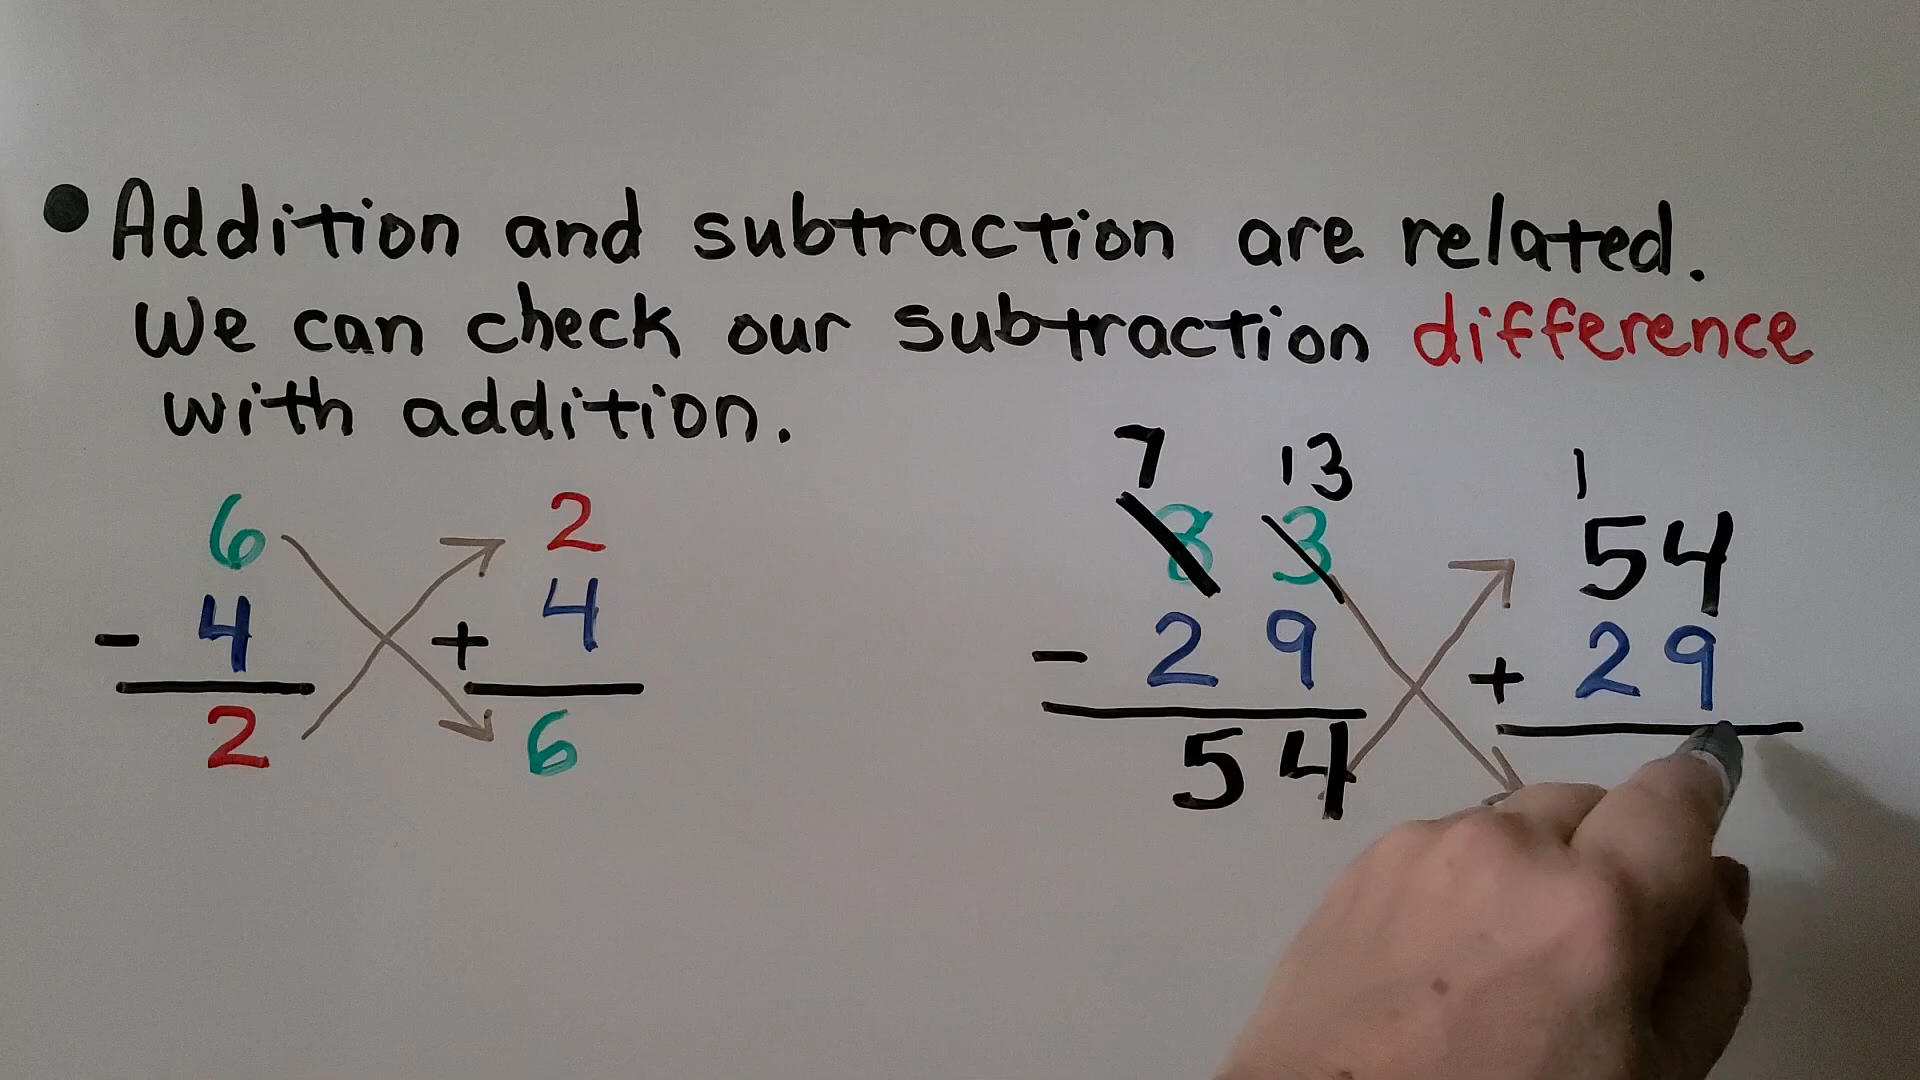 • Addition and subtraction are related.
We can check our subtraction difference
with addition.
7 13 1
6 2 8 3 54
- 4 + 4 - 2 9 + 29
2 6 5 4